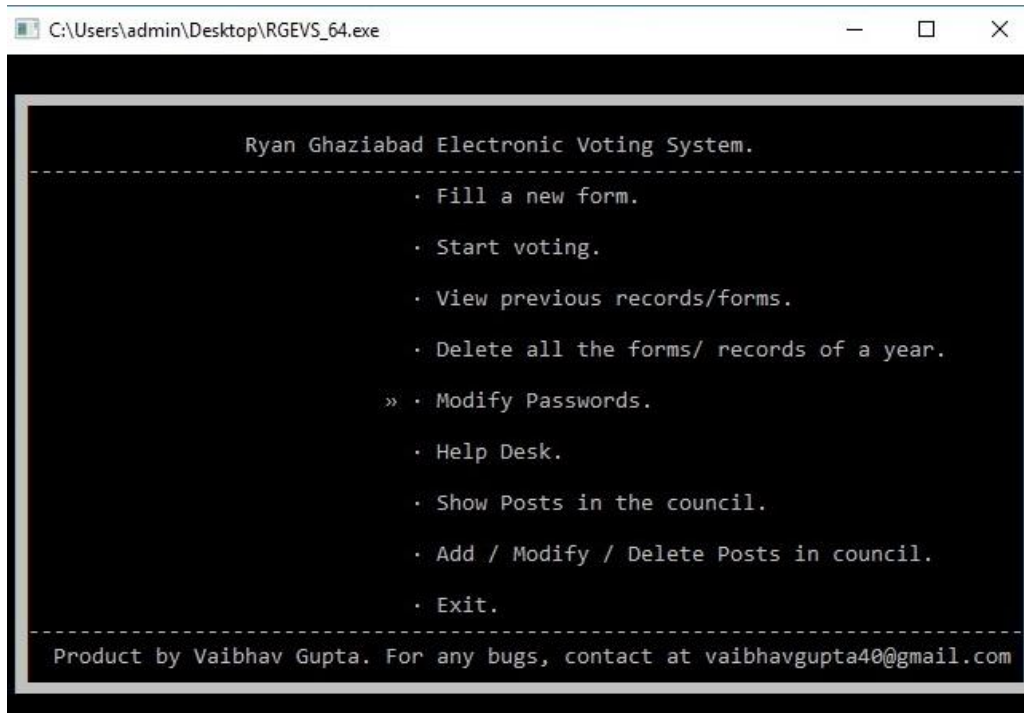 C:\Users\admin\Desktop\RGEVS_64.exe
Ryan Ghaziabad Electronic Voting System.
· Fill a new form.
· Start voting.
· View previous records/forms.
· Delete all the forms/ records of a year.
» · Modify Passwords.
· Help Desk.
· Show Posts in the council.
· Add / Modify / Delete Posts in council.
· Exit.
Product by Vaibhav Gupta. For any bugs, contact at vaibhavgupta40@gmail.com